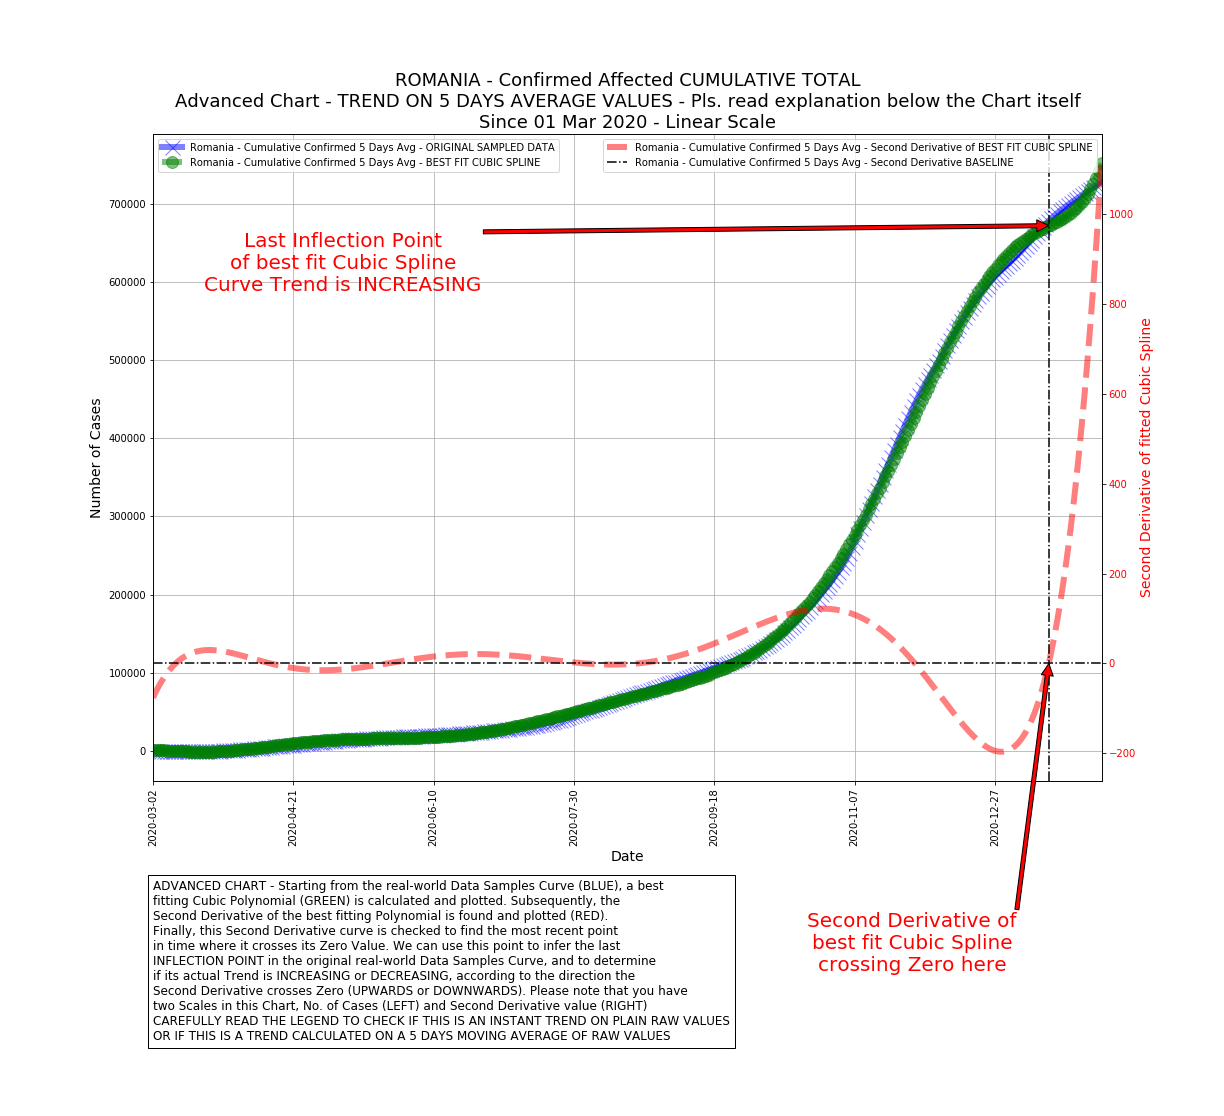 ROMANIA - Confirmed Affected CUMULATIVE TOTAL
Advanced Chart - TREND ON 5 DAYS AVERAGE VALUES - Pls. read explanation below the Chart itself
Since 01 Mar 2020 - Linear Scale
Romania - Cumulative Confirmed 5 Days Avg - ORIGINAL SAMPLED DATA
Romania - Cumulative Confirmed 5 Days Avg - BEST FIT CUBIC SPLINE
Romania - Cumulative Confirmed 5 Days Avg - Second Derivative of BEST FIT CUBIC SPLINE
Romania - Cumulative Confirmed 5 Days Avg - Second Derivative BASELINE
Last Inflection Point
of best fit Cubic Spline
Curve Trend is INCREASING
Number of Cases
700000
600000
500000
400000
300000
200000
100000
0
1000
800
600
400
200
0
−200
Second Derivative of fitted Cubic Spline
2020-03-02
2020-04-21
2020-06-10
2020-07-30
2020-09-18
2020-11-07
2020-12-27
Date
ADVANCED CHART - Starting from the real-world Data Samples Curve (BLUE), a best
fitting Cubic Polynomial (GREEN) is calculated and plotted. Subsequently, the
Second Derivative of the best fitting Polynomial is found and plotted (RED).
Finally, this Second Derivative curve is checked to find the most recent point
in time where it crosses its Zero Value. We can use this point to infer the last
INFLECTION POINT in the original real-world Data Samples Curve, and to determine
if its actual Trend is INCREASING or DECREASING, according to the direction the
Second Derivative crosses Zero (UPWARDS or DOWNWARDS). Please note that you have
two Scales in this Chart, No. of Cases (LEFT) and Second Derivative value (RIGHT)
CAREFULLY READ THE LEGEND TO CHECK IF THIS IS AN INSTANT TREND ON PLAIN RAW VALUES
OR IF THIS IS A TREND CALCULATED ON A 5 DAYS MOVING AVERAGE OF RAW VALUES
Second Derivative of
best fit Cubic Spline
crossing Zero here